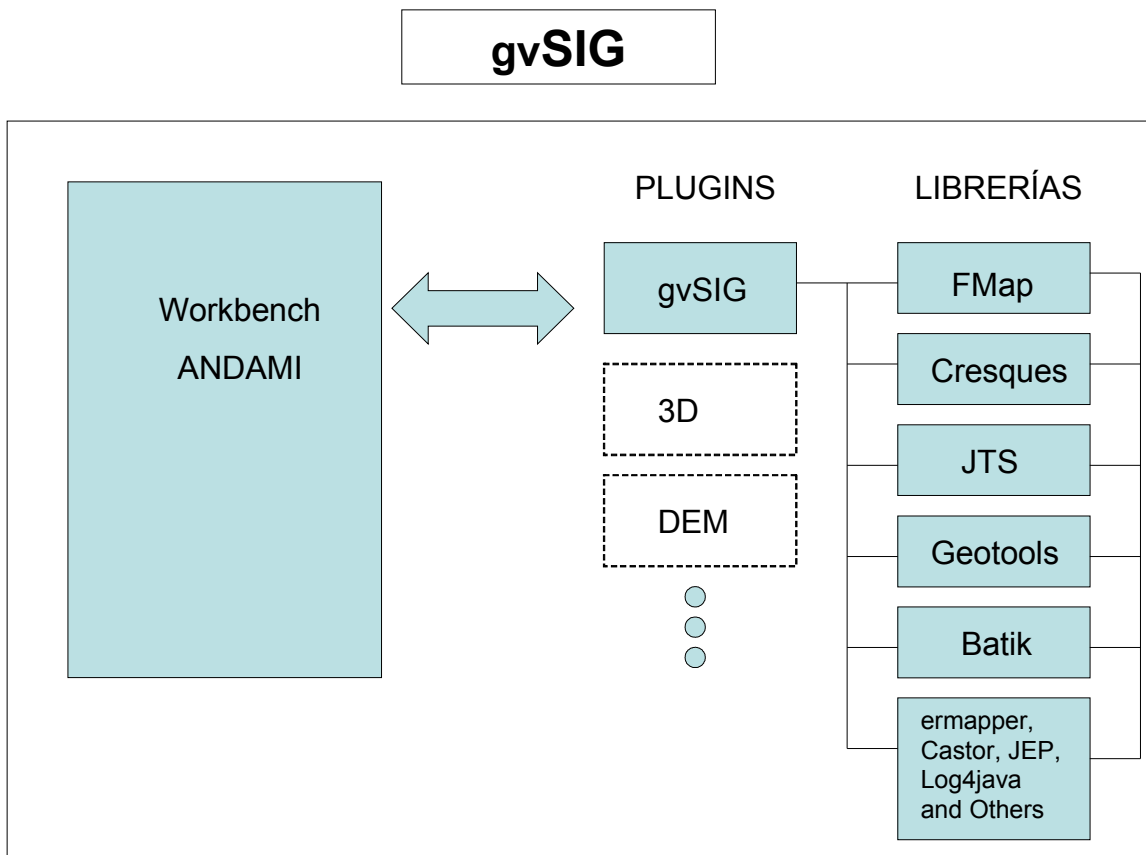 gvSIG
PLUGINS
LIBRERÍAS
Workbench
ANDAMI
gvSIG
3D
DEM
FMap
Cresques
JTS
Geotools
Batik
ermapper,
Castor, JEP,
Log4java
and Others